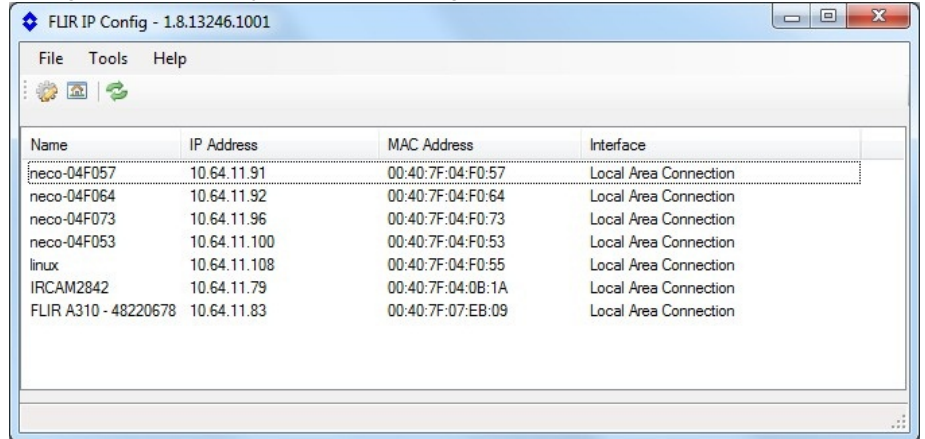 FLIR IP Config - 1.8.13246.1001
File Tools Help
Name IP Address MAC Address Interface
neco-04F057 10.64.11.91 00:40:7F:04:F0:57 Local Area Connection
neco-04F064 10.64.11.92 00:40:7F:04:F0:64 Local Area Connection
neco-04F073 10.64.11.96 00:40:7F:04:F0:73 Local Area Connection
neco-04F053 10.64.11.100 00:40:7F:04:F0:53 Local Area Connection
linux 10.64.11.108 00:40:7F:04:F0:55 Local Area Connection
IRCAM2842 10.64.11.79 00:40:7F:04:0B:1A Local Area Connection
FLIR A310 - 48220678 10.64.11.83 00:40:7F:07:EB:09 Local Area Connection